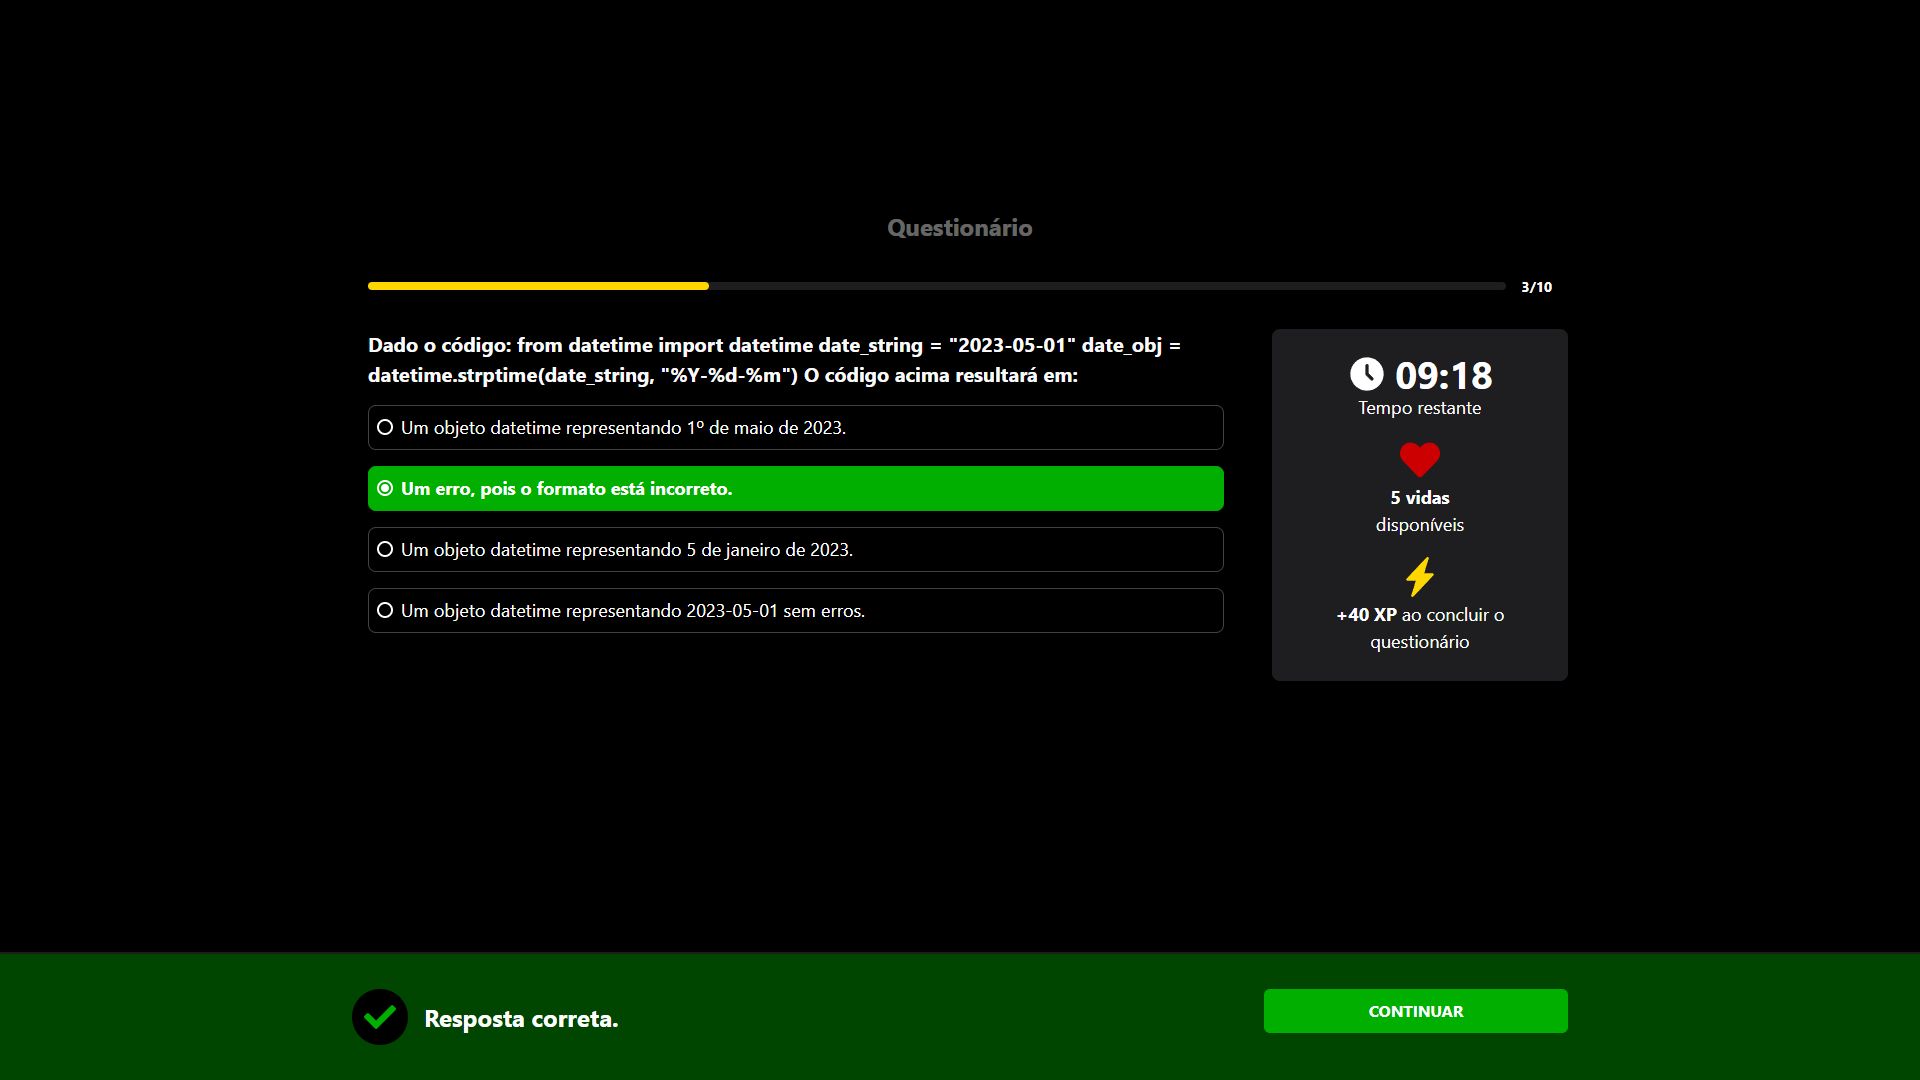 Questionário
3/10
Dado o código: from datetime import datetime date_string = "2023-05-01" date_obj =
datetime.strptime(date_string, "%Y-%d-%m") O código acima resultará em:
Um objeto datetime representando 1º de maio de 2023.
Um erro, pois o formato está incorreto.
Um objeto datetime representando 5 de janeiro de 2023.
Um objeto datetime representando 2023-05-01 sem erros.
09:18
Tempo restante
5 vidas
disponíveis
+40 XP ao concluir o
questionário
Resposta correta.
CONTINUAR